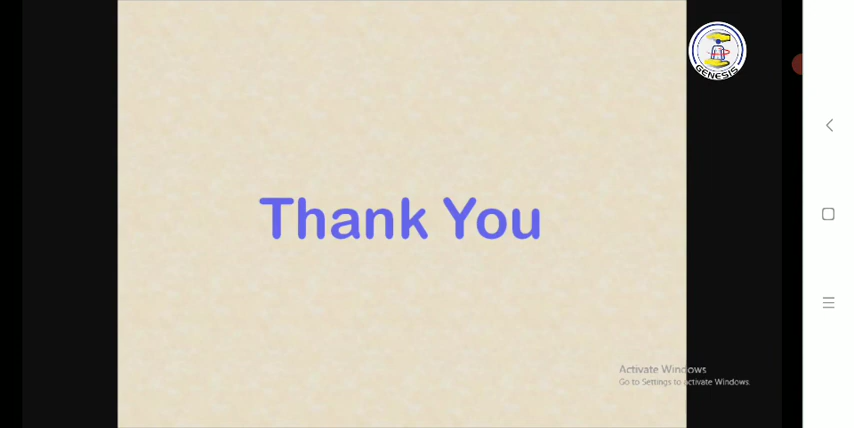 GENESIS
Thank You
Activate Windows
Go to Settings to activate Windows.